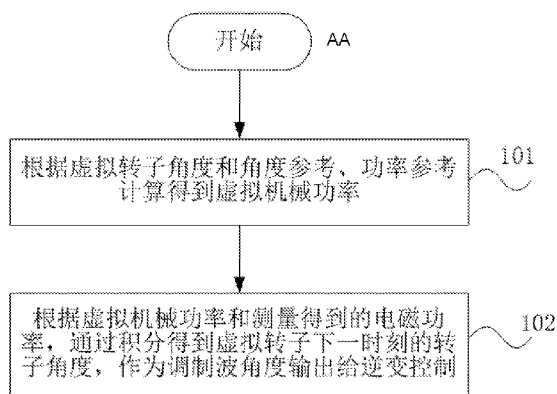 开始
AA
根据虚拟转子角度和角度参考、功率参考
计算得到虚拟机械功率
101
根据虚拟机械功率和测量得到的电磁功
率，通过积分得到虚拟转子下一时刻的转
子角度，作为调制波角度输出给逆变控制
102